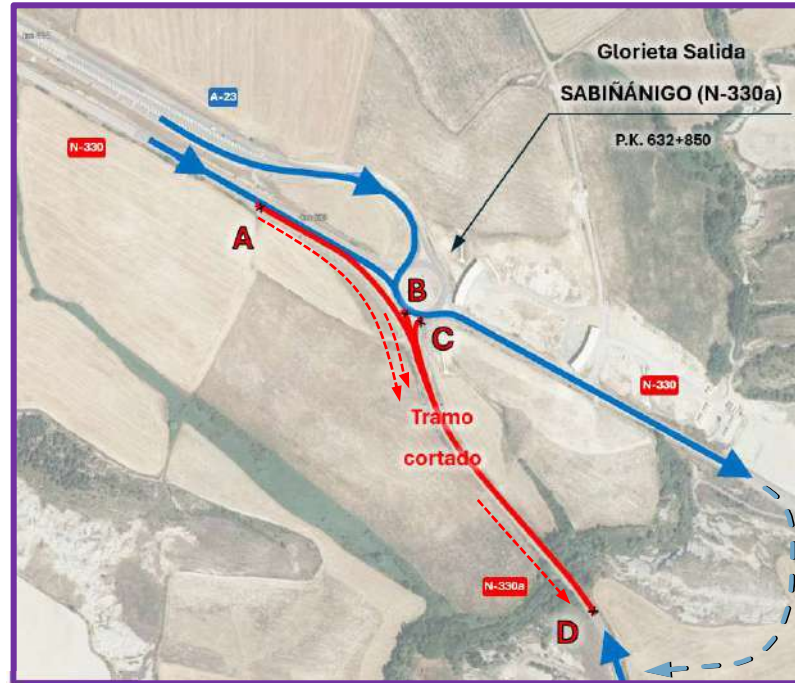 Glorieta Salida
A-23
SABIÑÁNIGO (N-330a)
N-330
P.K. 632+850
A
B
C
N-330
Tramo
cortado
N-330a
D